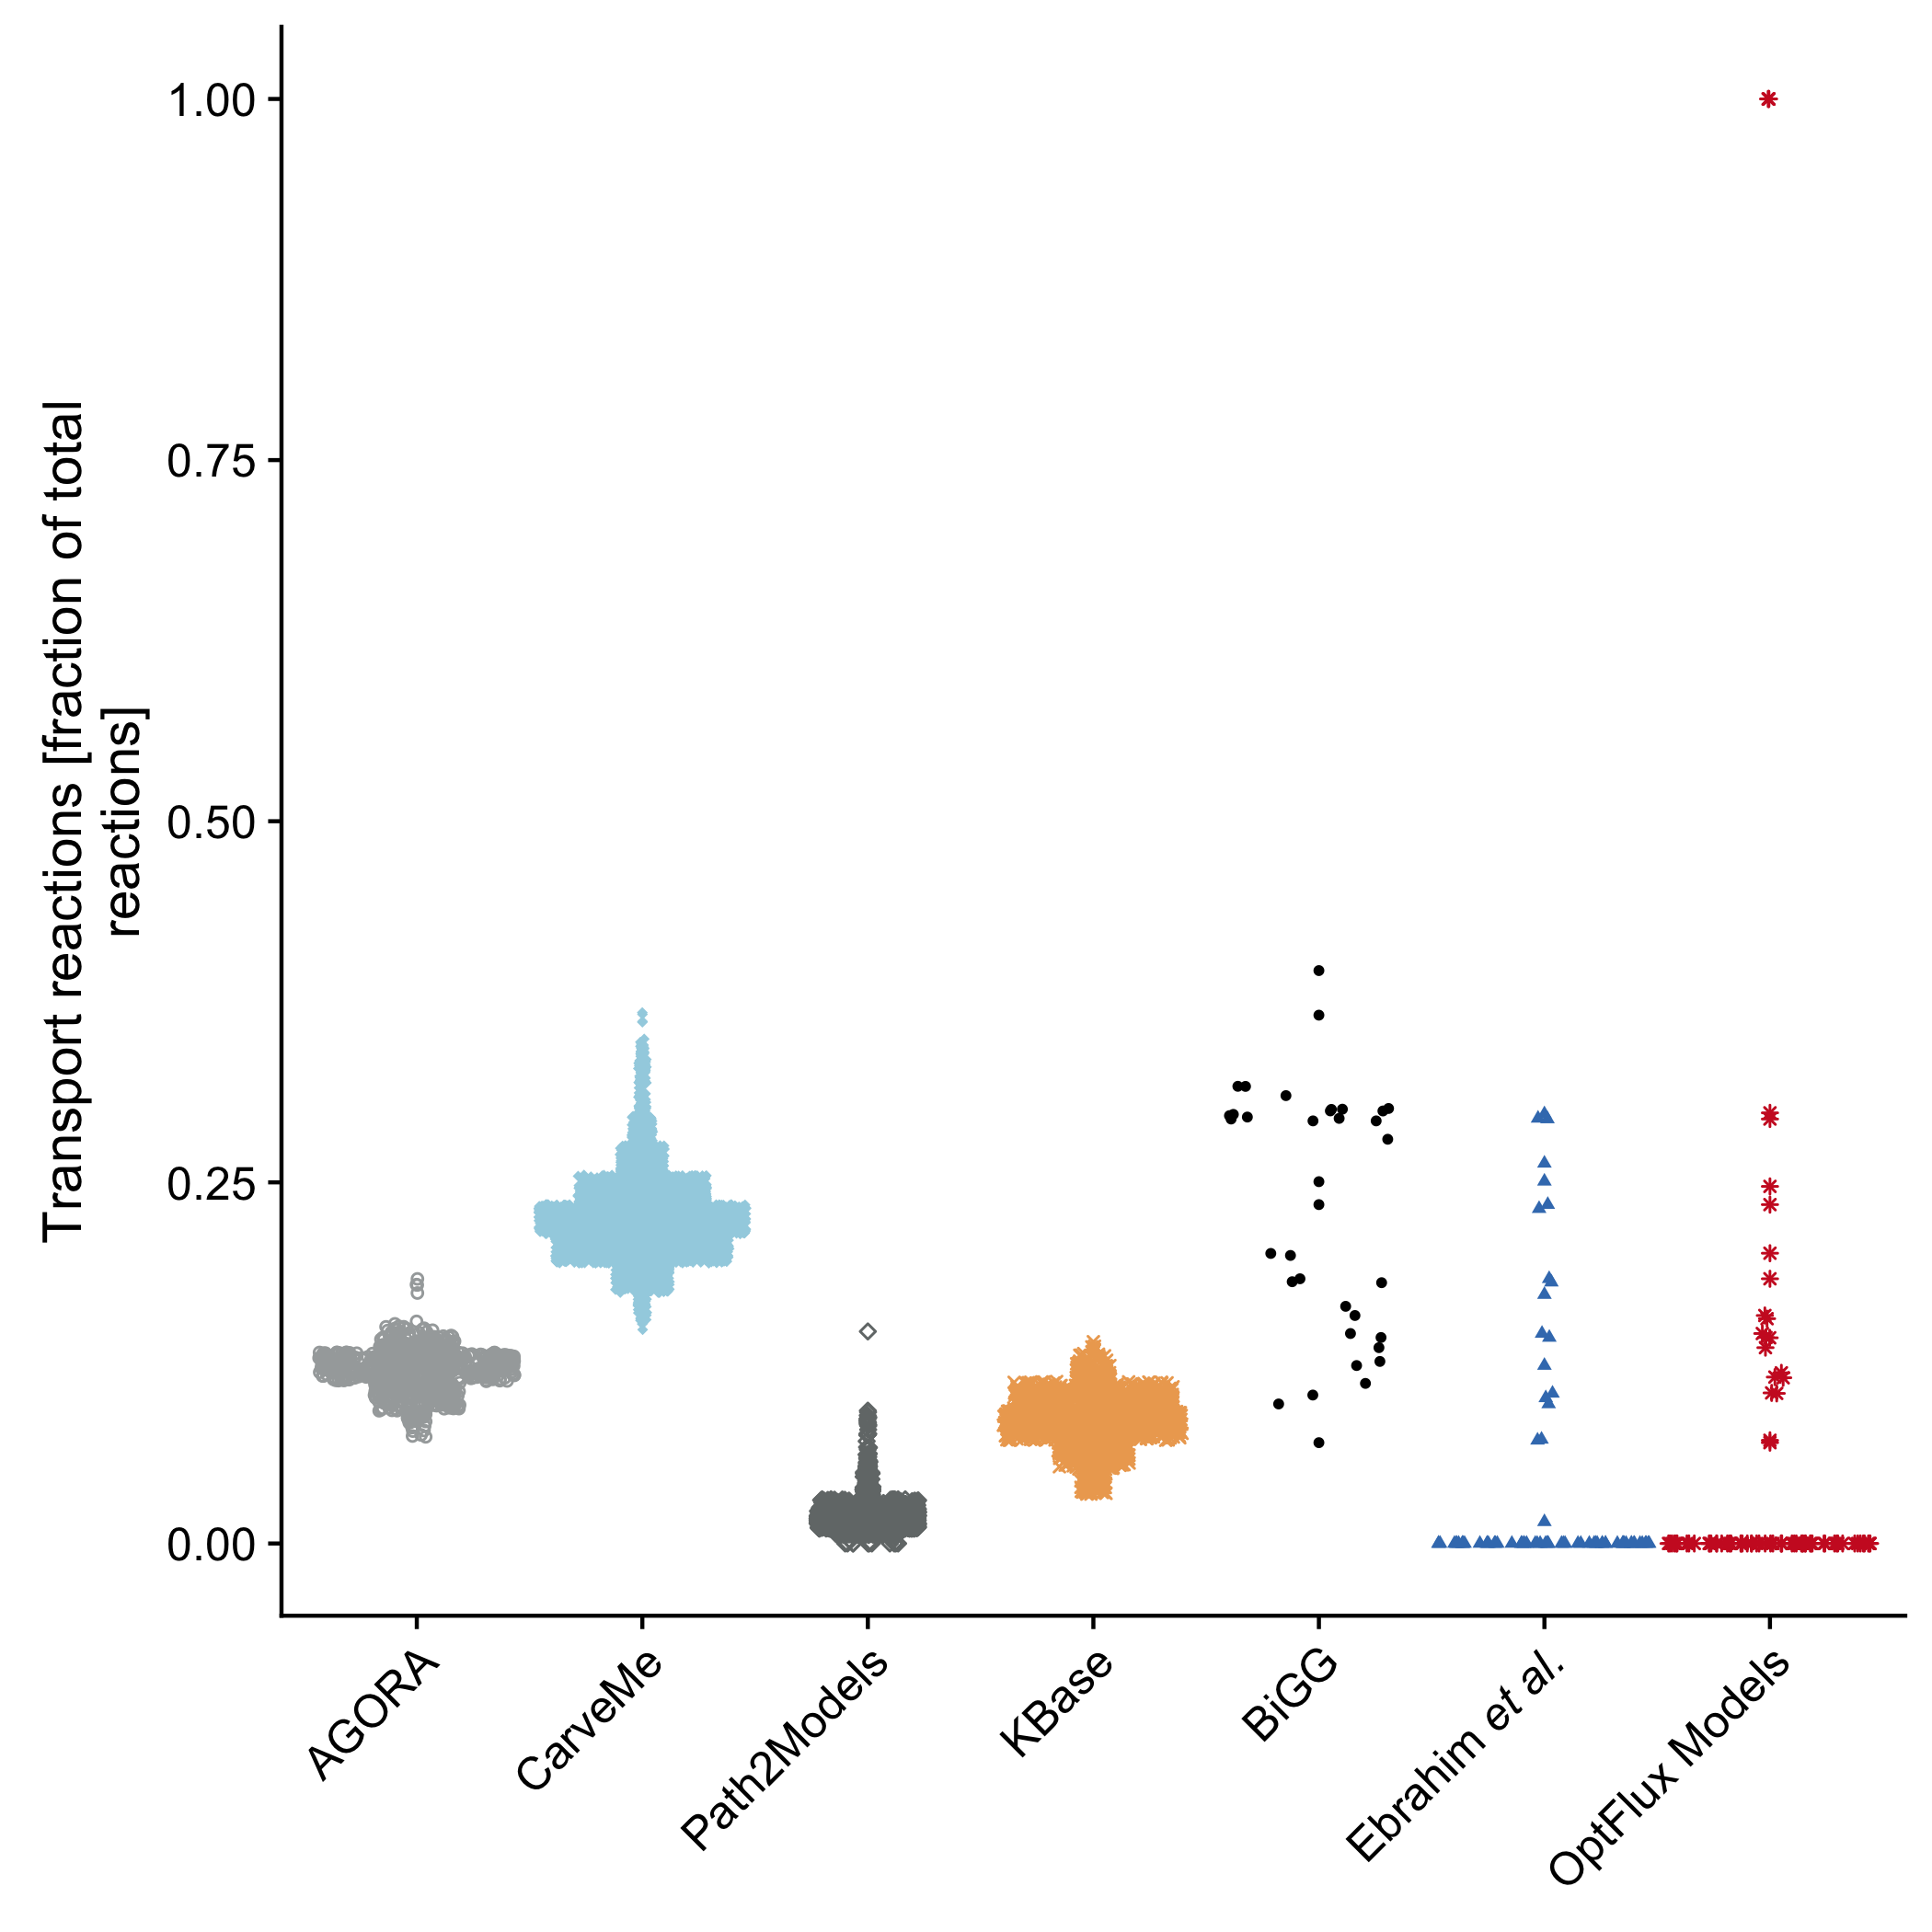 Transport reactions [fraction of total
reactions]
1.00
0.75
0.50
0.25
0.00
AGORA
CarveMe
Path2Models
KBase
BiGG
Ebrahim et al.
OptFlux Models